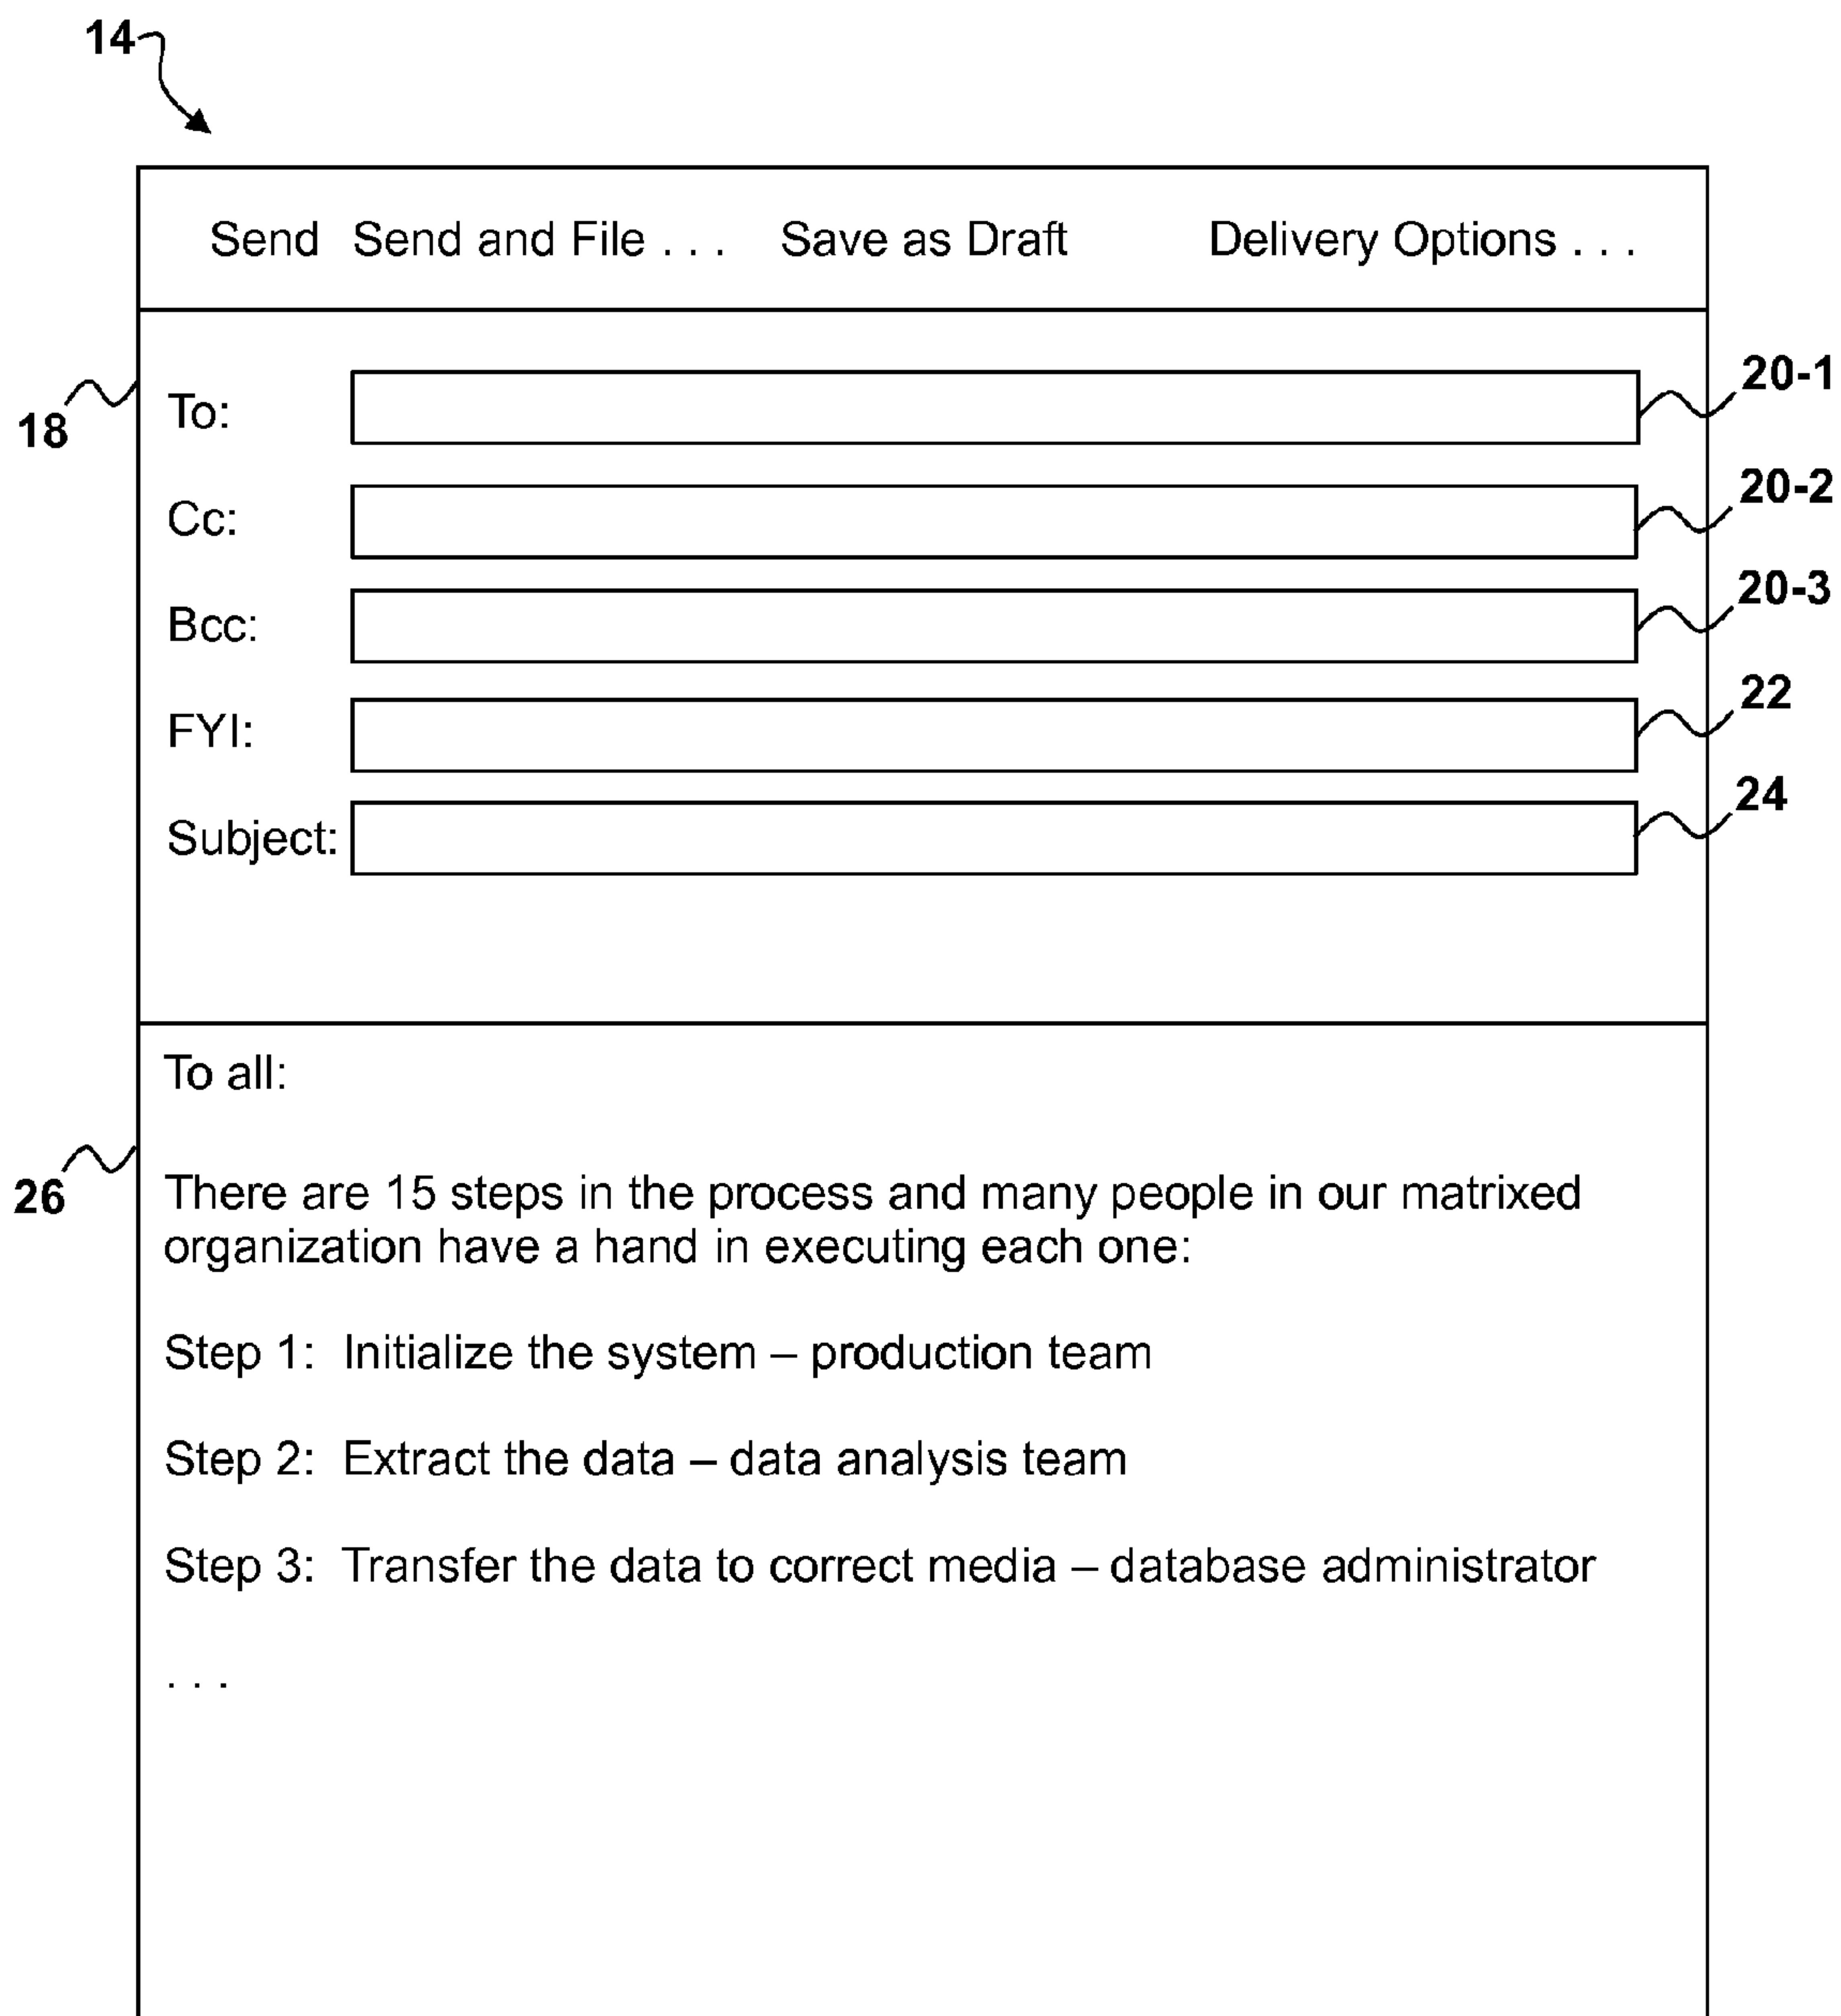 14
Send Send and File . . . Save as Draft Delivery Options . . .
18
To:
20-1
Cc:
20-2
Bcc:
20-3
FYI:
22
Subject:
24
To all:
26
There are 15 steps in the process and many people in our matrixed
organization have a hand in executing each one:
Step 1: Initialize the system – production team
Step 2: Extract the data – data analysis team
Step 3: Transfer the data to correct media – database administrator
. . .